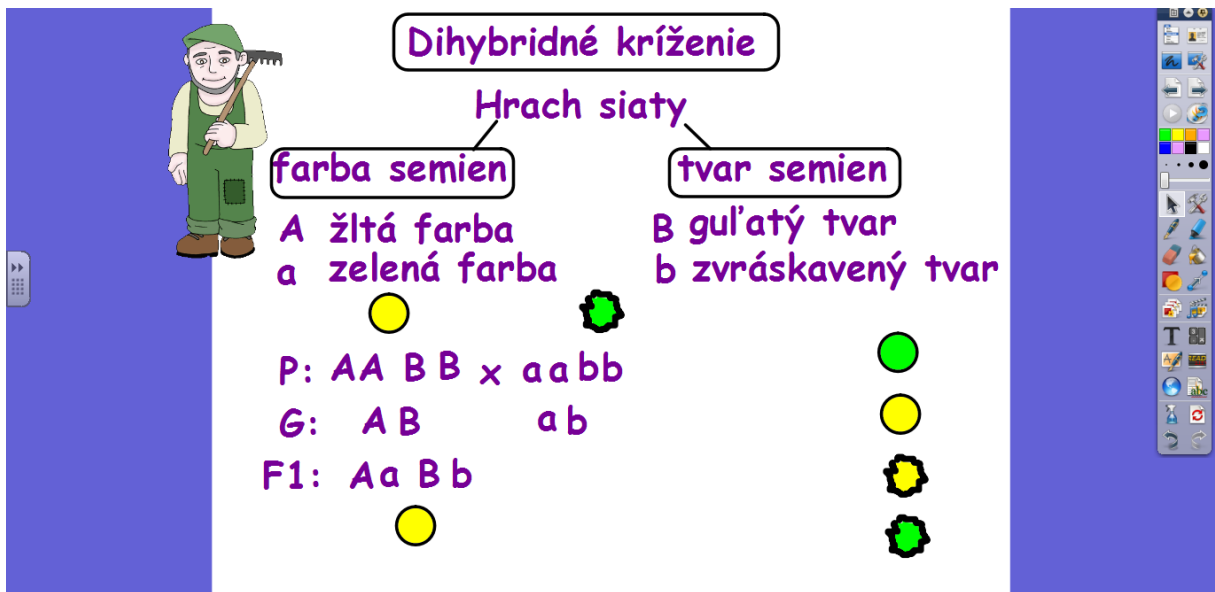 Dihybridné kríženie
Hrach siaty
farba semien
tvar semien
A žltá farba
a zelená farba
B guľatý tvar
b zvráskavený tvar
P: AA BB x aabb
G: AB ab
F1: Aa Bb